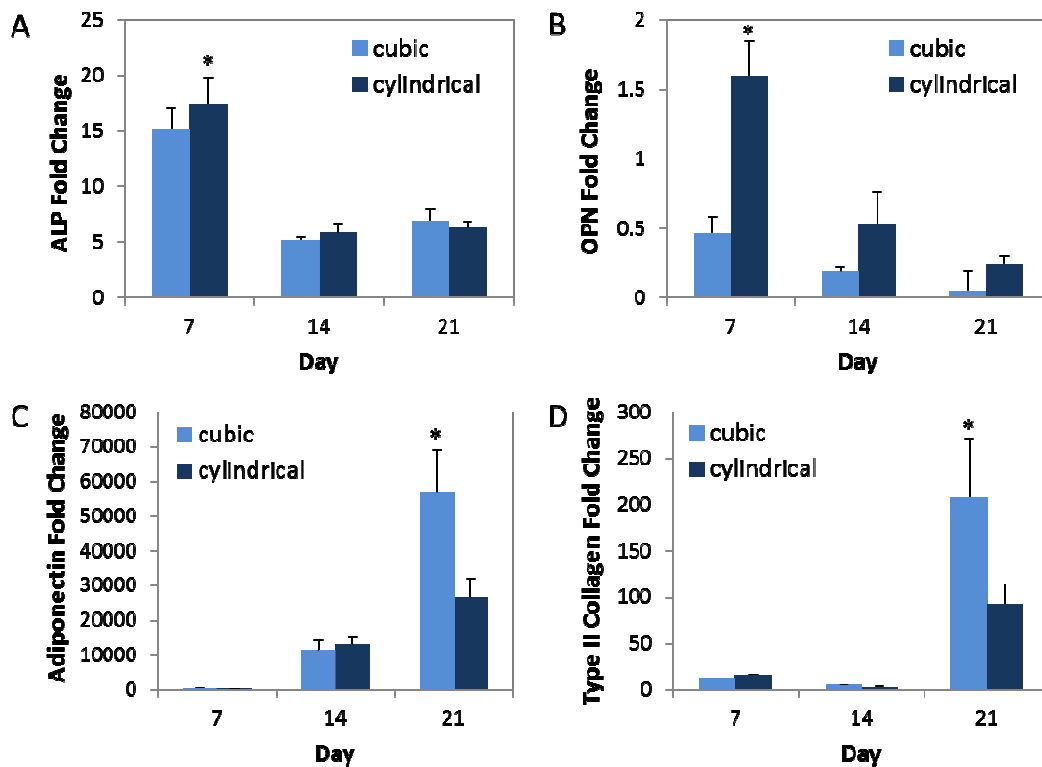 A
ALP Fold Change
25
20
15
10
5
0
*
cubic
cylindrical
7 14 21
Day
B
OPN Fold Change
2
1.5
1
0.5
0
*
cubic
cylindrical
7 14 21
Day
C
Adiponectin Fold Change
80000
70000
60000
50000
40000
30000
20000
10000
0
cubic
cylindrical
*
7 14 21
Day
D
Type II Collagen Fold Change
300
250
200
150
100
50
0
cubic
cylindrical
*
7 14 21
Day